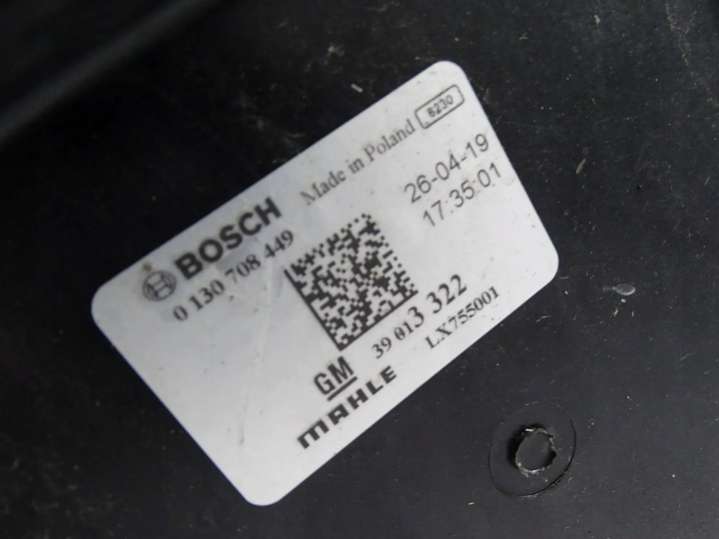 BOSCH Made in Poland 6230
0 130 708 449 26-04-19
17:35:01
GM 39 013 322
MAHLE LX755001